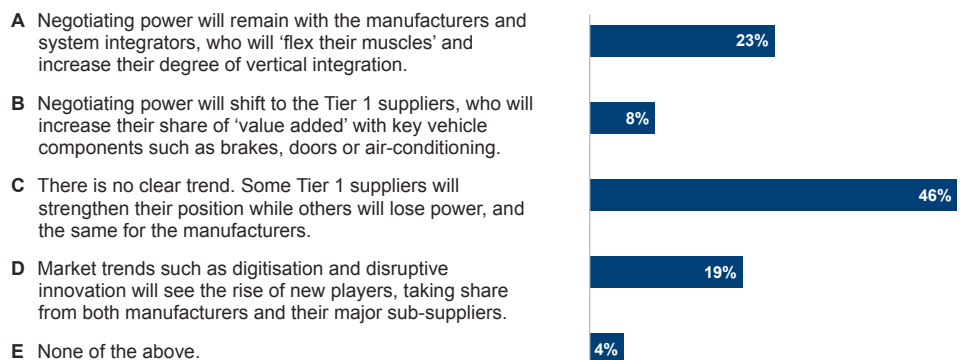 A Negotiating power will remain with the manufacturers and
system integrators, who will ‘flex their muscles’ and
increase their degree of vertical integration.
23%
B Negotiating power will shift to the Tier 1 suppliers, who will
increase their share of ‘value added’ with key vehicle
components such as brakes, doors or air-conditioning.
8%
C There is no clear trend. Some Tier 1 suppliers will
strengthen their position while others will lose power, and
the same for the manufacturers.
46%
D Market trends such as digitisation and disruptive
innovation will see the rise of new players, taking share
from both manufacturers and their major sub-suppliers.
19%
E None of the above.
4%